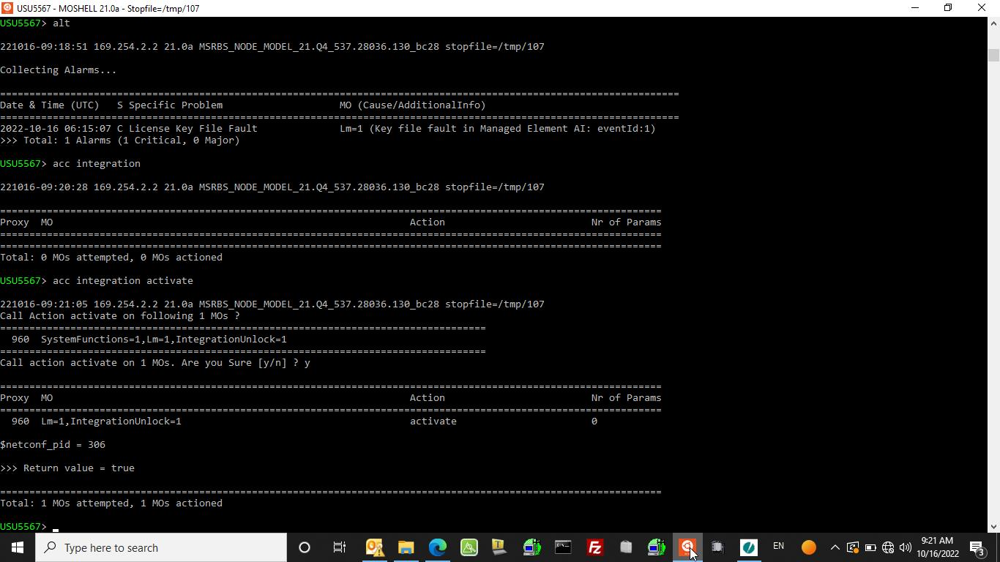 USU5567 - MOSHELL 21.0a - Stopfile=/tmp/107
USU5567> alt
221016-09:18:51 169.254.2.2 21.0a MSRBS_NODE_MODEL_21.Q4_537.28036.130_bc28 stopfile=/tmp/107
Collecting Alarms...
====================================================================================================================
Date & Time (UTC)   S Specific Problem                    MO (Cause/AdditionalInfo)
====================================================================================================================
2022-10-16 06:15:07 C License Key File Fault              Lm=1 (Key file fault in Managed Element AI: eventId:1)
>>> Total: 1 Alarms (1 Critical, 0 Major)
USU5567> acc integration
221016-09:20:28 169.254.2.2 21.0a MSRBS_NODE_MODEL_21.Q4_537.28036.130_bc28 stopfile=/tmp/107
=================================================================================================================
Proxy  MO                                                             Action                         Nr of Params
=================================================================================================================
=================================================================================================================
Total: 0 MOs attempted, 0 MOs actioned
USU5567> acc integration activate
221016-09:21:05 169.254.2.2 21.0a MSRBS_NODE_MODEL_21.Q4_537.28036.130_bc28 stopfile=/tmp/107
Call Action activate on following 1 MOs ?
===================================================================================
  960  SystemFunctions=1,Lm=1,IntegrationUnlock=1
===================================================================================
Call action activate on 1 MOs. Are you Sure [y/n] ? y
=================================================================================================================
Proxy  MO                                                             Action                         Nr of Params
=================================================================================================================
  960  Lm=1,IntegrationUnlock=1                                       activate                       0
$netconf_pid = 306
>>> Return value = true
=================================================================================================================
Total: 1 MOs attempted, 1 MOs actioned
USU5567>
Type here to search
EN
9:21 AM
10/16/2022
3